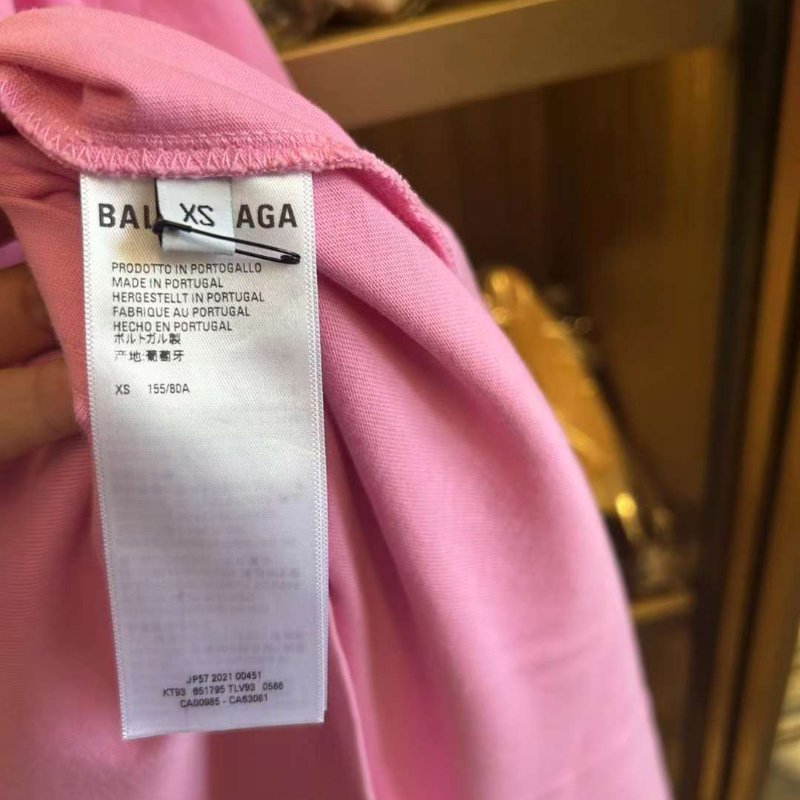 BAL XS AGA
PRODOTTO IN PORTOGALLO
MADE IN PORTUGAL
HERGESTELLT IN PORTUGAL
FABRIQUE AU PORTUGAL
HECHO EN PORTUGAL
ポルトガル製
产地:葡萄牙
XS 155/80A
JP57 2021 00451
KT93 651795 TLV93 0566
CA00985 - CA63061